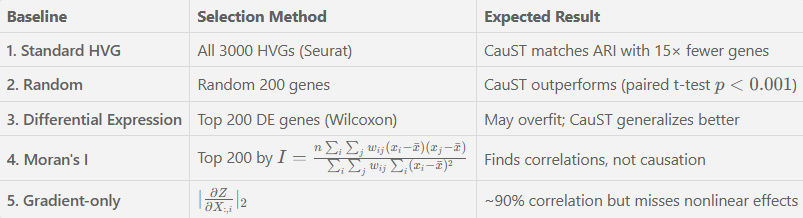 Baseline Selection Method Expected Result
1. Standard HVG All 3000 HVGs (Seurat) CauST matches ARI with 15× fewer genes
2. Random Random 200 genes CauST outperforms (paired t-test p < 0.001)
3. Differential Expression Top 200 DE genes (Wilcoxon) May overfit; CauST generalizes better
4. Moran's I Top 200 by I = \frac{n \sum_i \sum_j w_{ij}(x_i-\bar{x})(x_j-\bar{x})}{\sum_i \sum_j w_{ij} \sum_i (x_i-\bar{x})^2} Finds correlations, not causation
5. Gradient-only |\frac{\partial Z}{\partial X_{:,i}}|_2 ~90% correlation but misses nonlinear effects